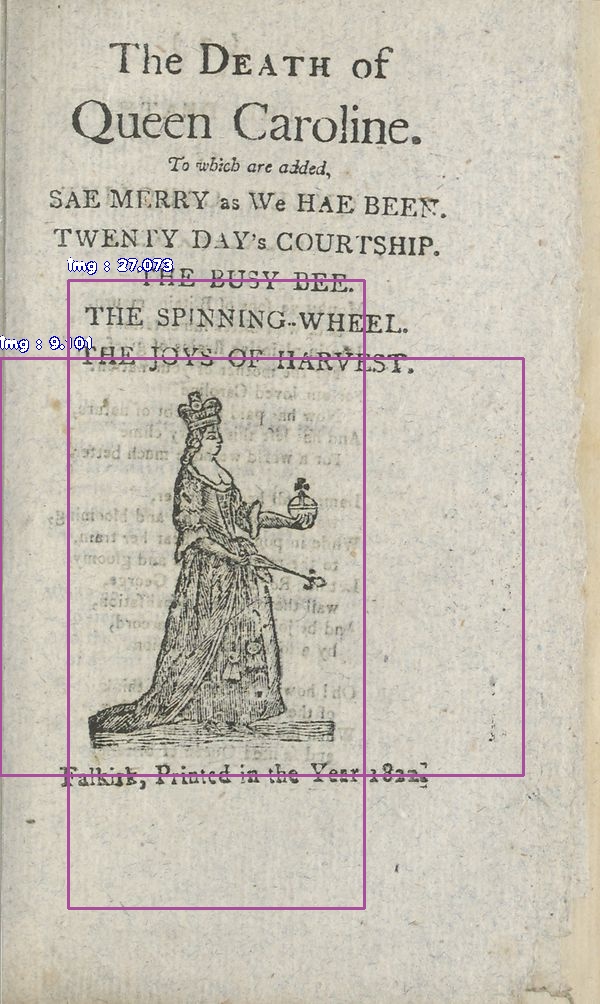 The DEATH of
Queen Caroline.
To which are added,
SAE MERRY as We HAE BEEN.
TWENTY DAY's COURTSHIP.
img : 27.073
THE BUSY BEE.
THE SPINNING-WHEEL.
img : 9.101
THE JOYS OF HARVEST.
Falkirk, Printed in the Year 1822.